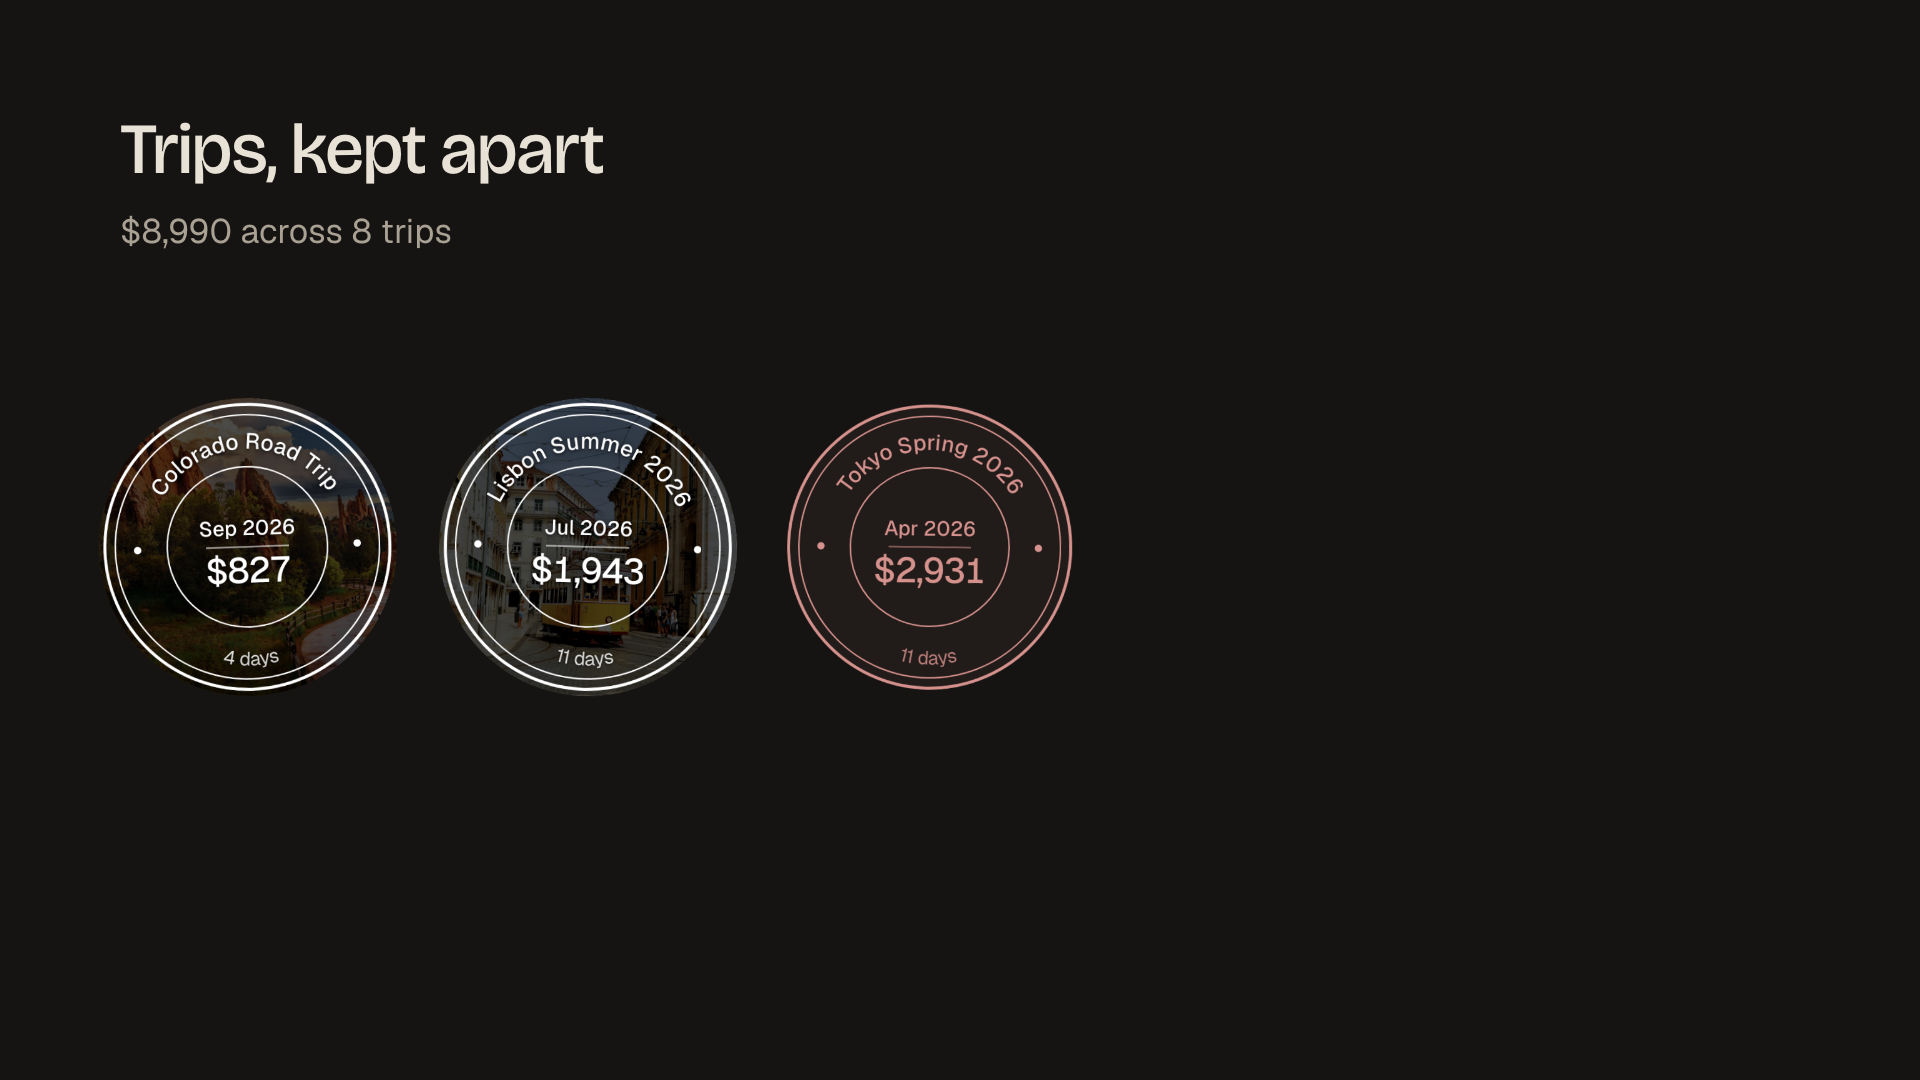 Trips, kept apart
$8,990 across 8 trips
Colorado Road Trip
Sep 2026
$827
4 days
Lisbon Summer 2026
Jul 2026
$1,943
11 days
Tokyo Spring 2026
Apr 2026
$2,931
11 days